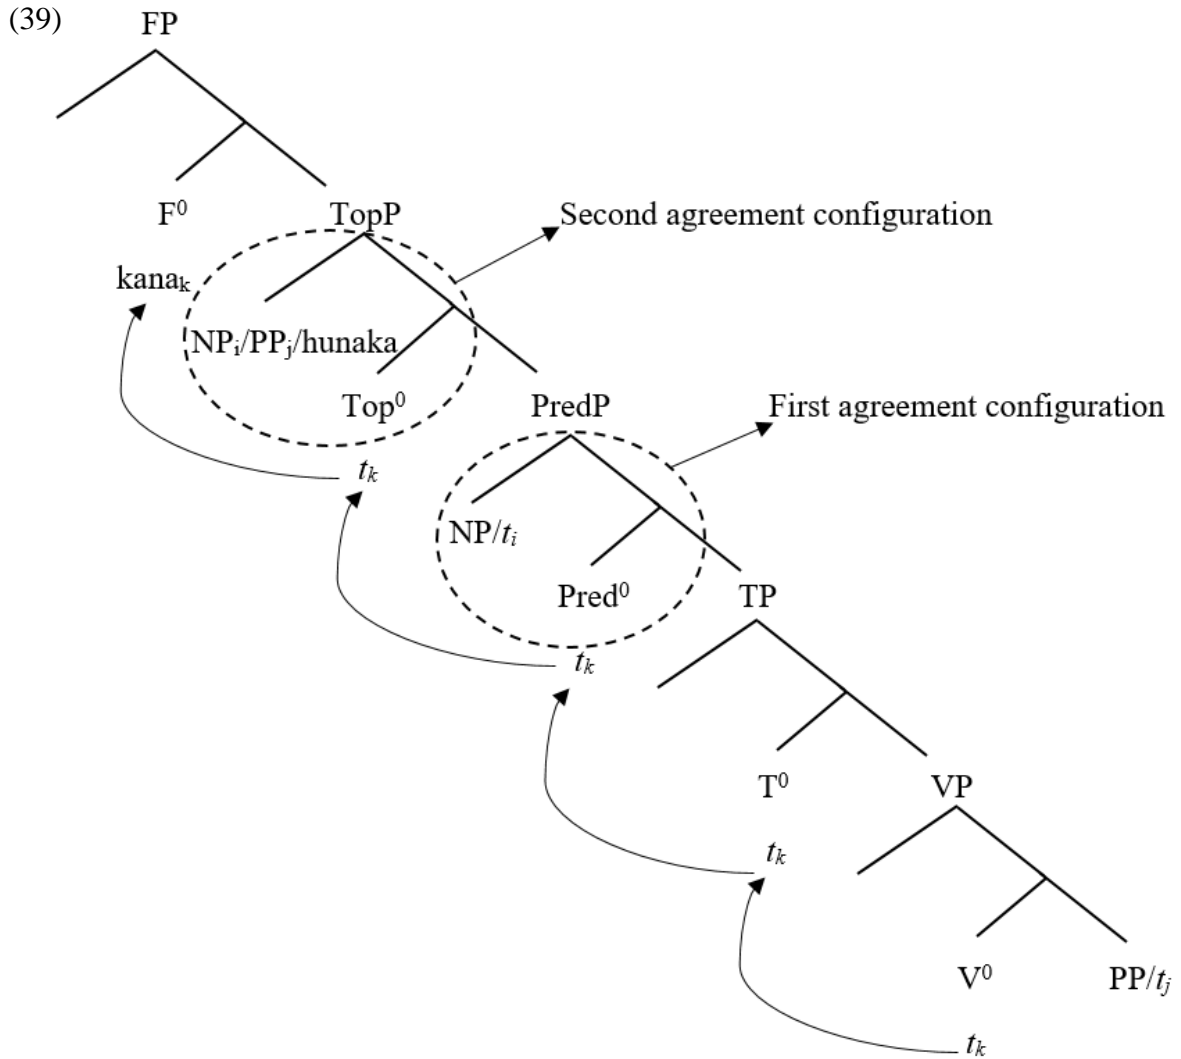 (39) FP
F⁰ TopP Second agreement configuration
kanaₖ
NPᵢ/PPⱼ/hunaka
Top⁰ PredP First agreement configuration
tₖ
NP/tᵢ
Pred⁰ TP
tₖ
T⁰ VP
tₖ
V⁰ PP/tⱼ
tₖ